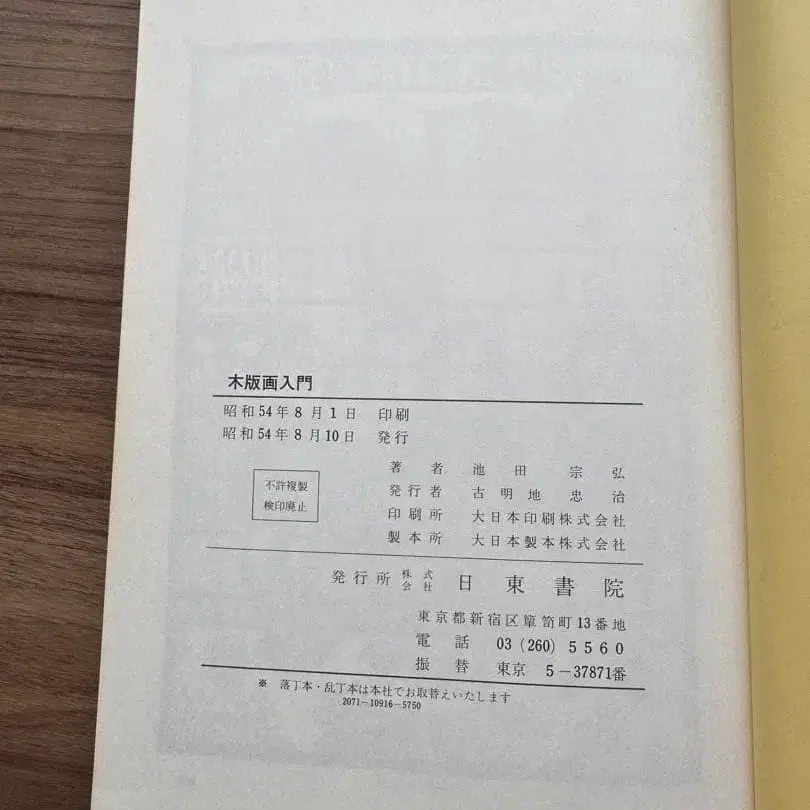 木版画入門
昭和54年8月1日 印刷
昭和54年8月10日 発行
不許複製
検印廃止
著者 池田宗弘
発行者 古明地忠治
印刷所 大日本印刷株式会社
製本所 大日本製本株式会社
発行所 株式会社 日東書院
東京都新宿区簞笥町13番地
電話 03(260)5560
振替 東京 5-37871番
※ 落丁本・乱丁本は本社でお取替えいたします
2071-10916-5750